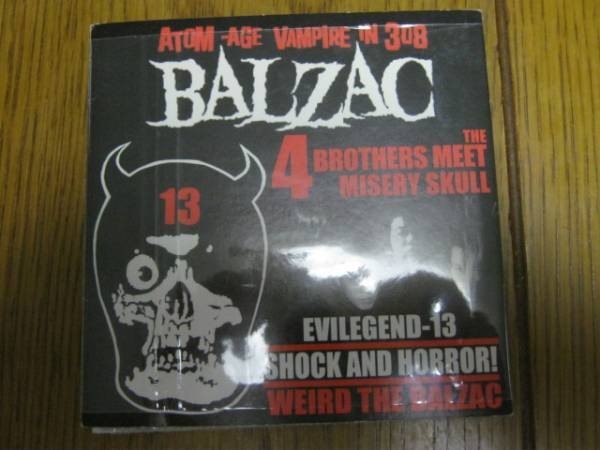 ATOM-AGE VAMPIRE IN 308
BALZAC
4 BROTHERS MEET THE
MISERY SKULL
13
EVILEGEND-13
SHOCK AND HORROR!
WEIRD THE BALZAC